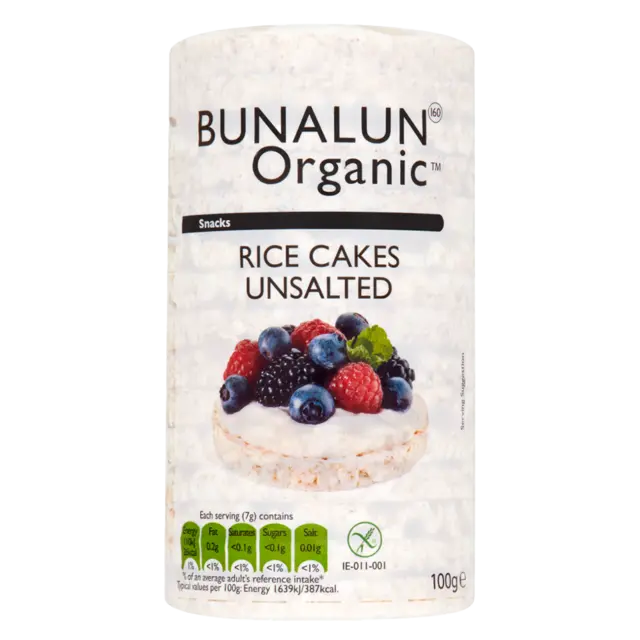 BUNALUN 160
Organic™
Snacks
RICE CAKES
UNSALTED
Serving Suggestion
Each serving (7g) contains
Energy Fat Saturates Sugars Salt
0.2g <0.1g <0.1g 0.01g
1% <1% <1% <1% <1%
% of an average adult's reference intake*
Typical values per 100g: Energy 1639kJ/387kcal.
IE-011-001
100g℮